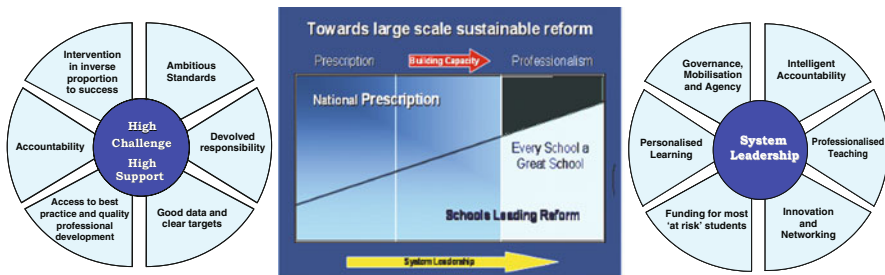 Intervention
in inverse
proportion
to success
Ambitious
Standards
Accountability
High
Challenge
High
Support
Devolved
responsibility
Access to best
practice and quality
professional
development
Good data and
clear targets
Towards large scale sustainable reform
Prescription
Building Capacity
Professionalism
National Prescription
Every School a
Great School
Schools Leading Reform
System Leadership
Governance,
Mobilisation
and Agency
Intelligent
Accountability
Personalised
Learning
System
Leadership
Professionalised
Teaching
Funding for most
'at risk' students
Innovation
and
Networking